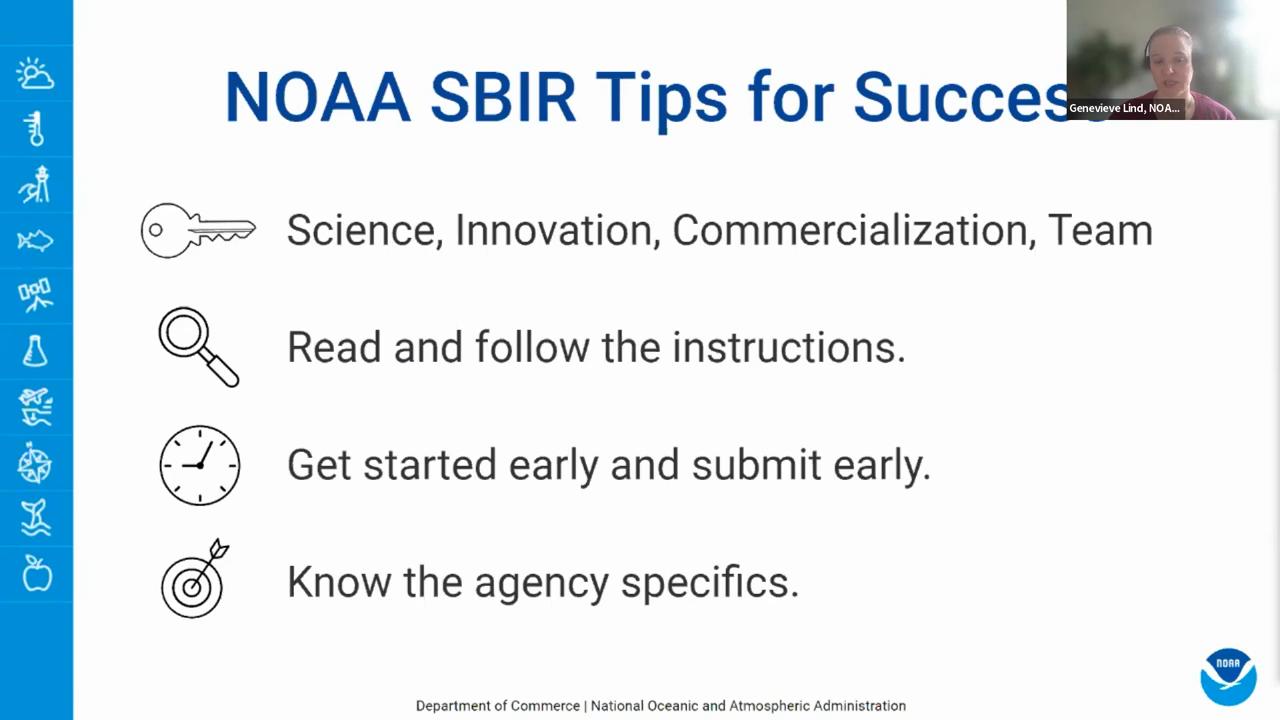 NOAA SBIR Tips for Success
Genevieve Lind, NOA...
Science, Innovation, Commercialization, Team
Read and follow the instructions.
Get started early and submit early.
Know the agency specifics.
NOAA
Department of Commerce | National Oceanic and Atmospheric Administration